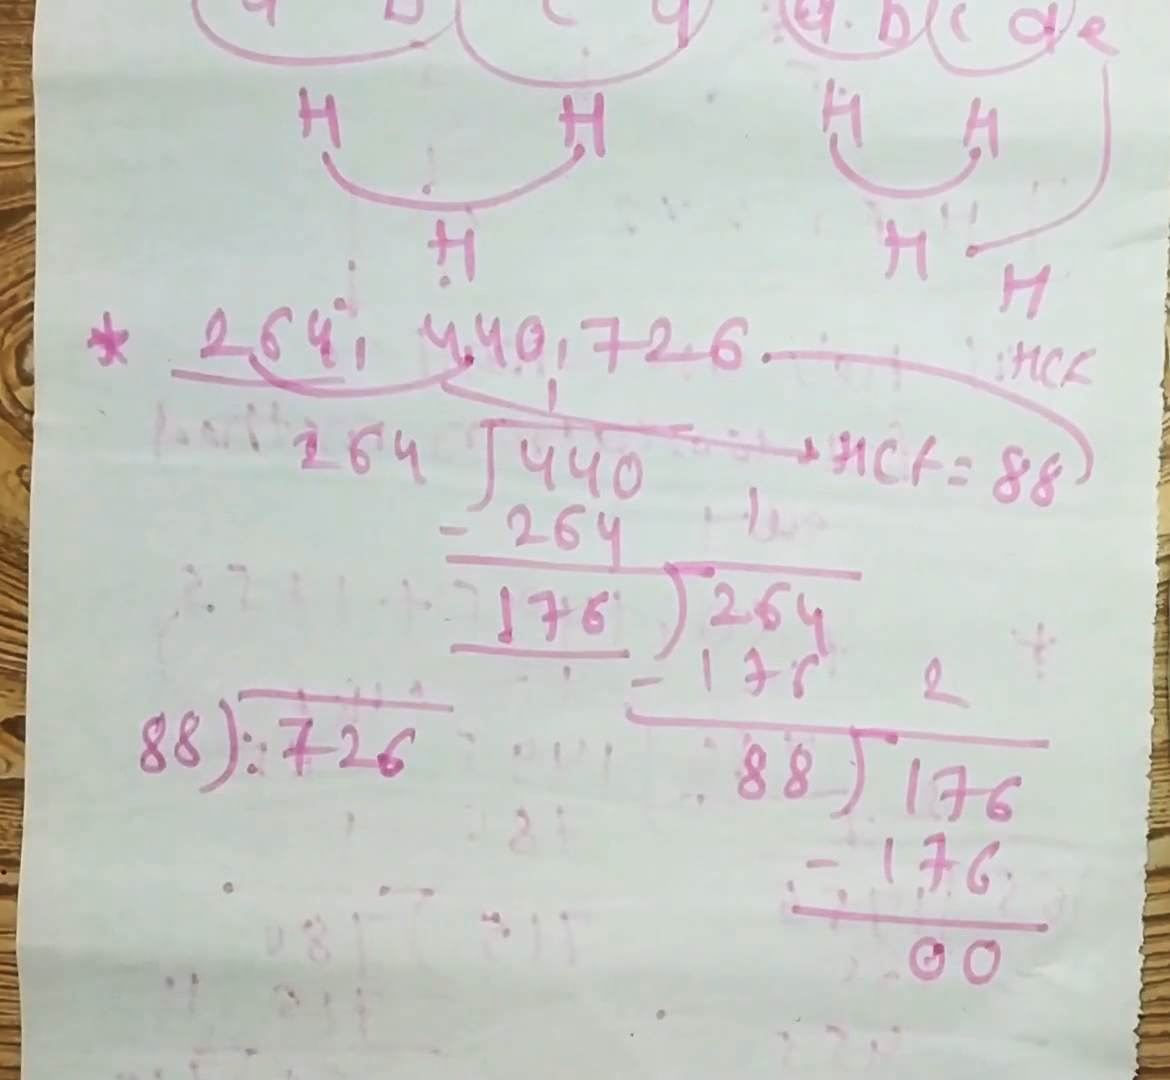 a b c d a b c d e
H H H H
H H H
* 264, 440, 726 HCF
1
264 ) 440 HCF = 88
- 264 1
176 ) 264
- 176 2
88 ) 726 88 ) 176
- 176
00